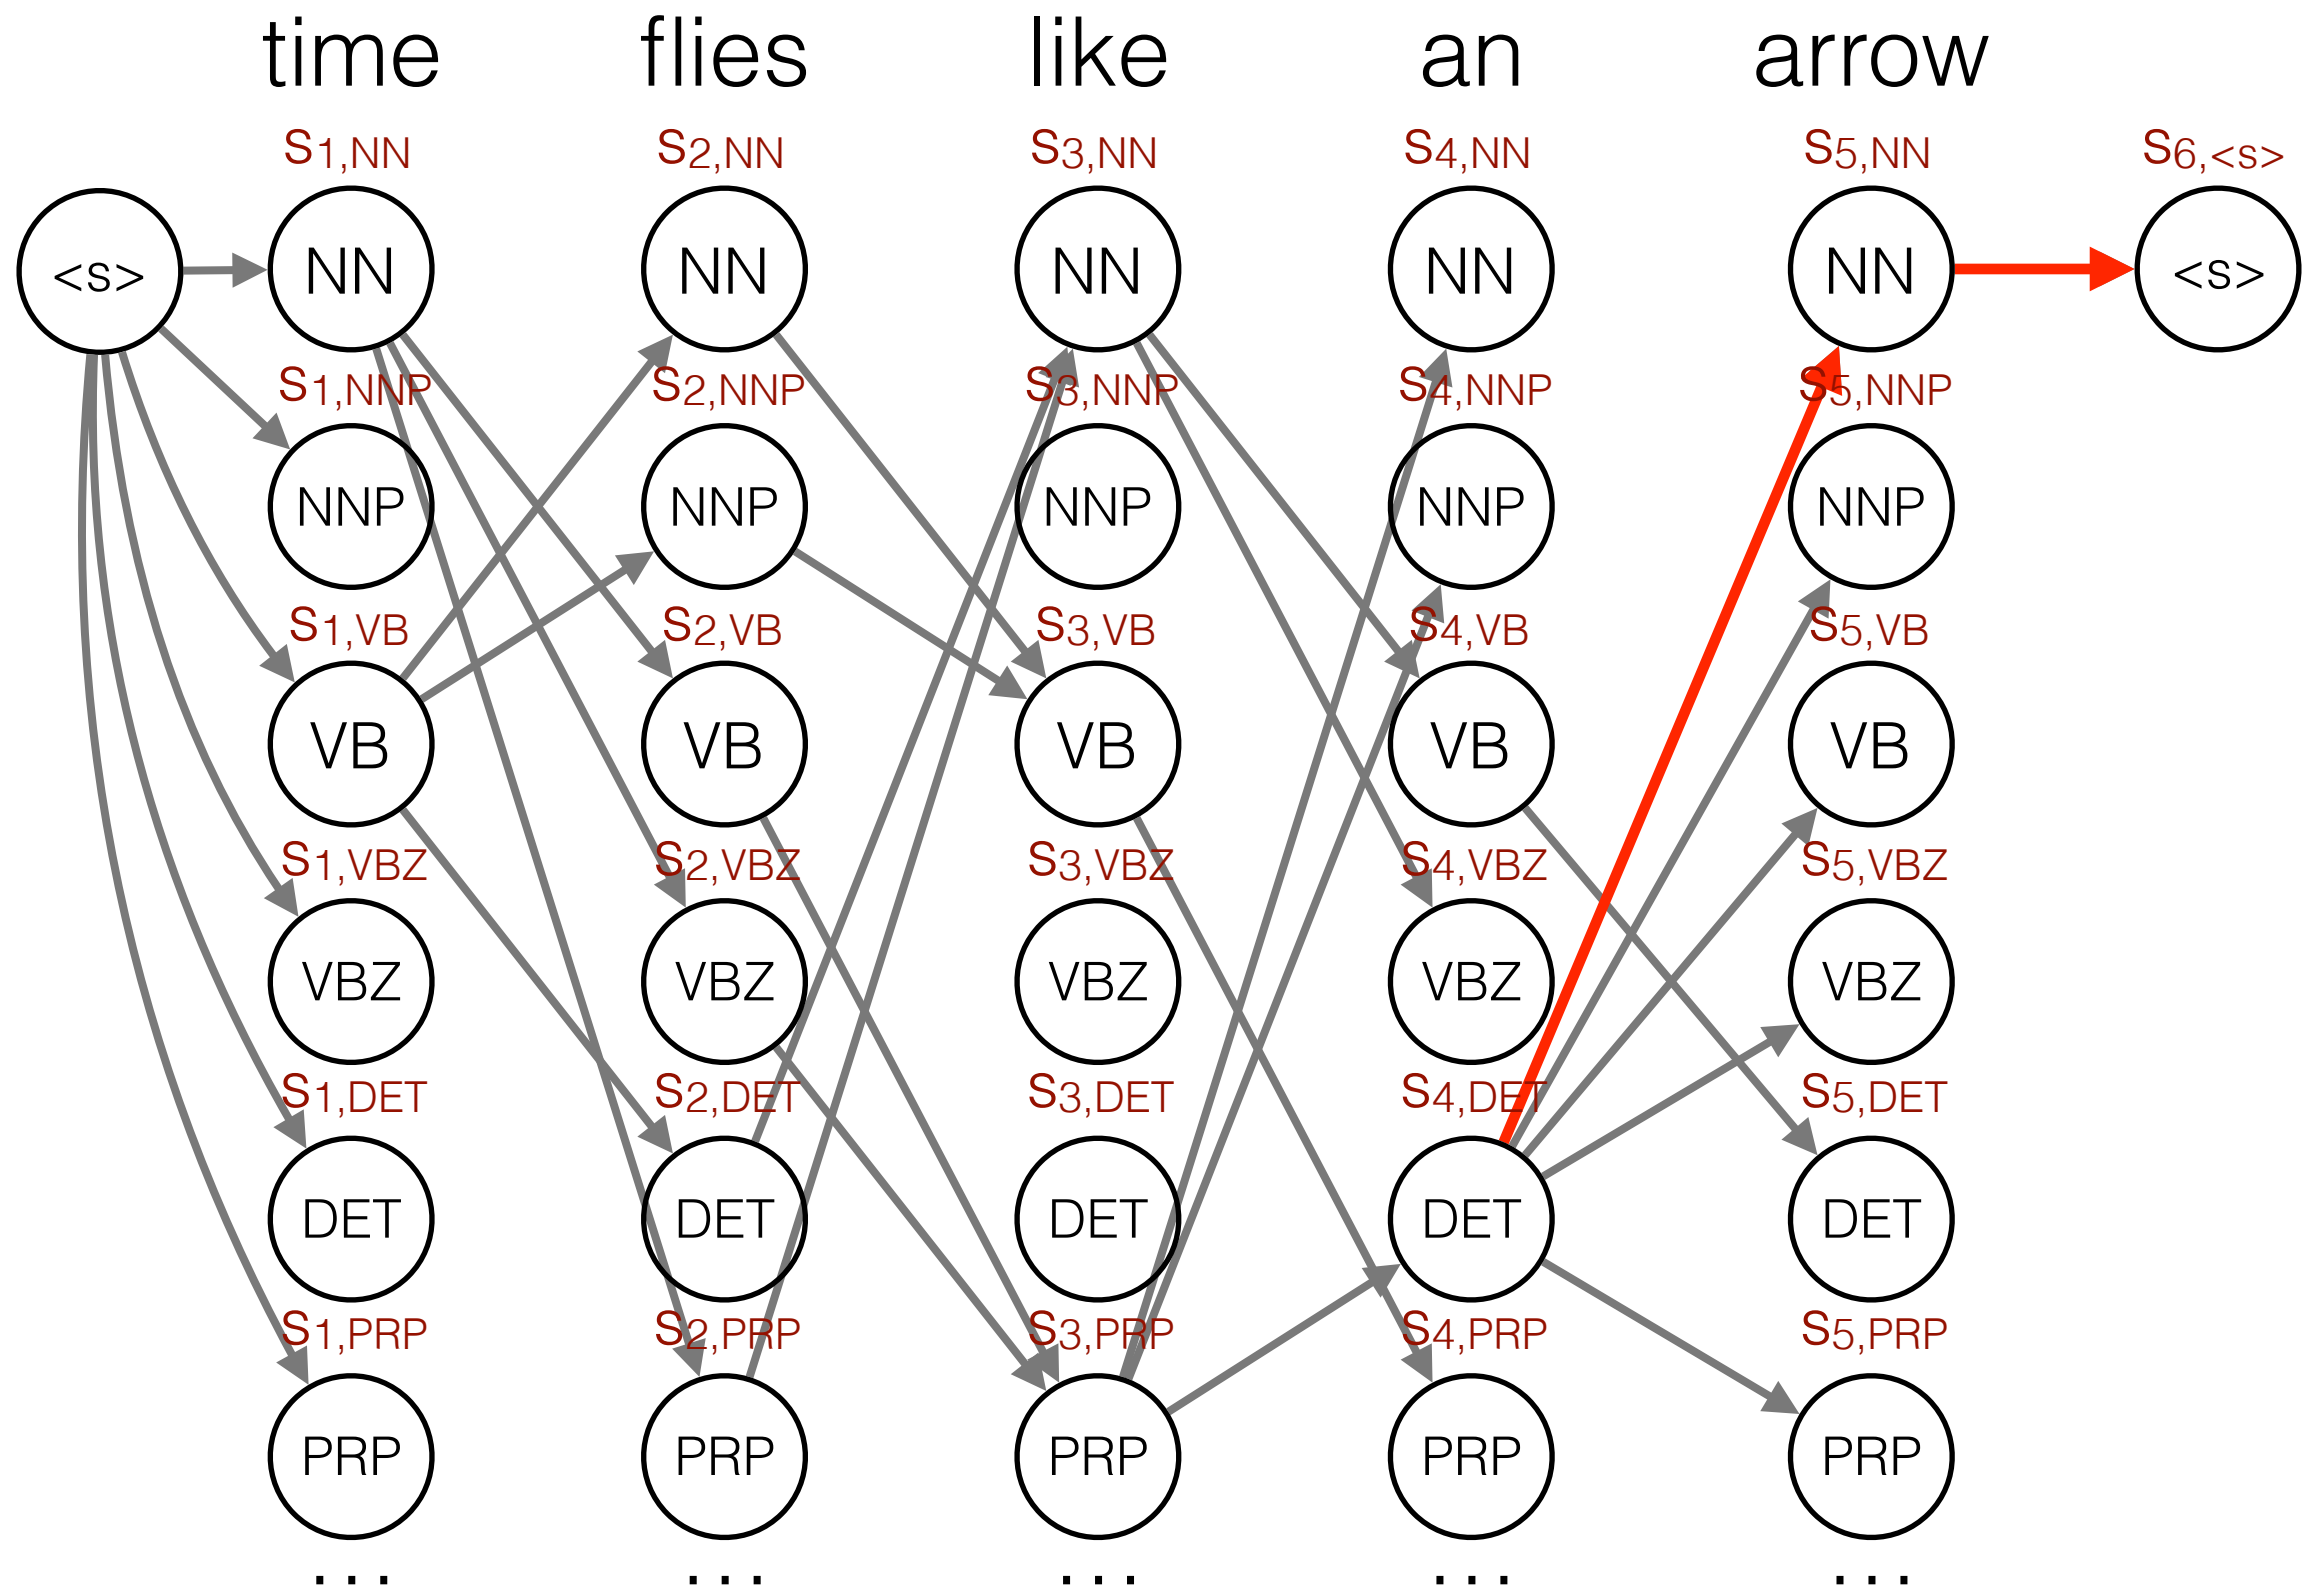 time flies like an arrow
s1,NN s2,NN s3,NN s4,NN s5,NN s6,<s>
<s> NN NN NN NN NN <s>
s1,NNP s2,NNP s3,NNP s4,NNP s5,NNP
NNP NNP NNP NNP NNP
s1,VB s2,VB s3,VB s4,VB s5,VB
VB VB VB VB VB
s1,VBZ s2,VBZ s3,VBZ s4,VBZ s5,VBZ
VBZ VBZ VBZ VBZ VBZ
s1,DET s2,DET s3,DET s4,DET s5,DET
DET DET DET DET DET
s1,PRP s2,PRP s3,PRP s4,PRP s5,PRP
PRP PRP PRP PRP PRP
... ... ... ... ...